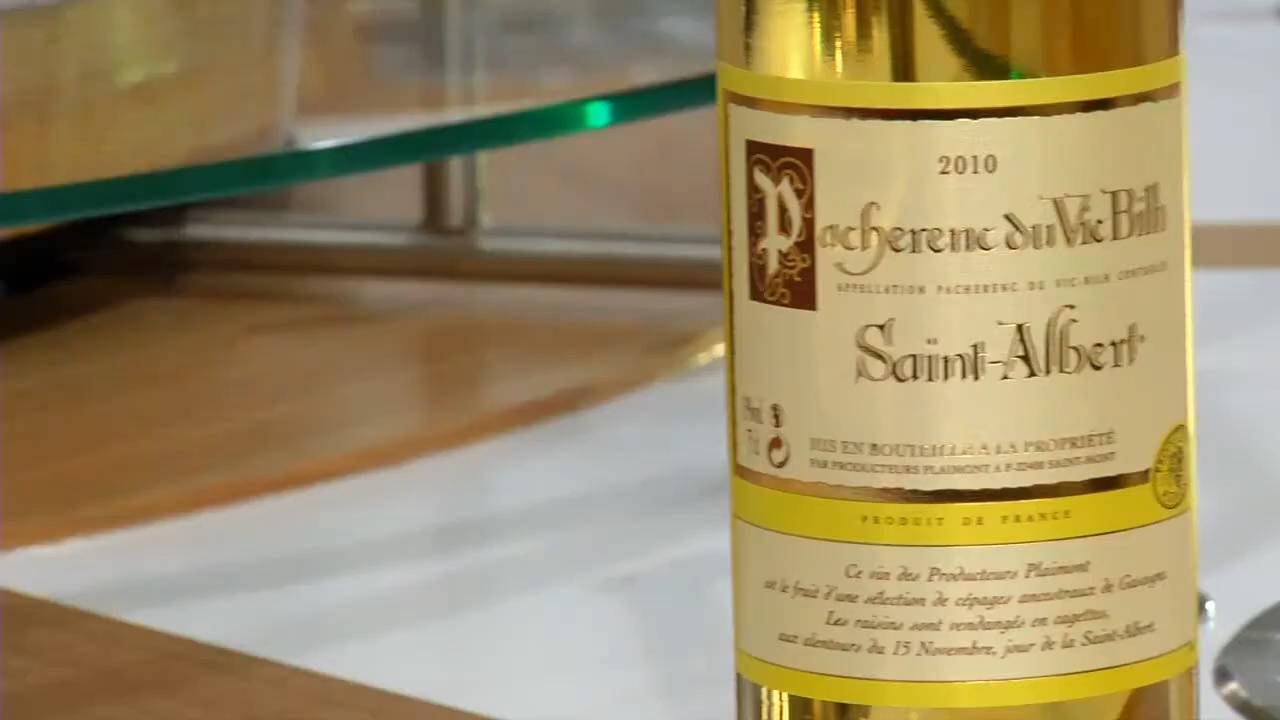 2010
Pacherenc du Vic Bilh
APPELLATION PACHERENC DU VIC-BILH CONTRÔLÉE
Saint-Albert
MIS EN BOUTEILLE A LA PROPRIÉTÉ
PAR PRODUCTEURS PLAIMONT A F-32400 SAINT-MONT
PRODUIT DE FRANCE
Ce vin des Producteurs Plaimont
est le fruit d'une sélection de cépages ancestraux de Gascogne
Les raisins sont vendangés en cagettes,
aux alentours du 15 Novembre, jour de la Saint-Albert.